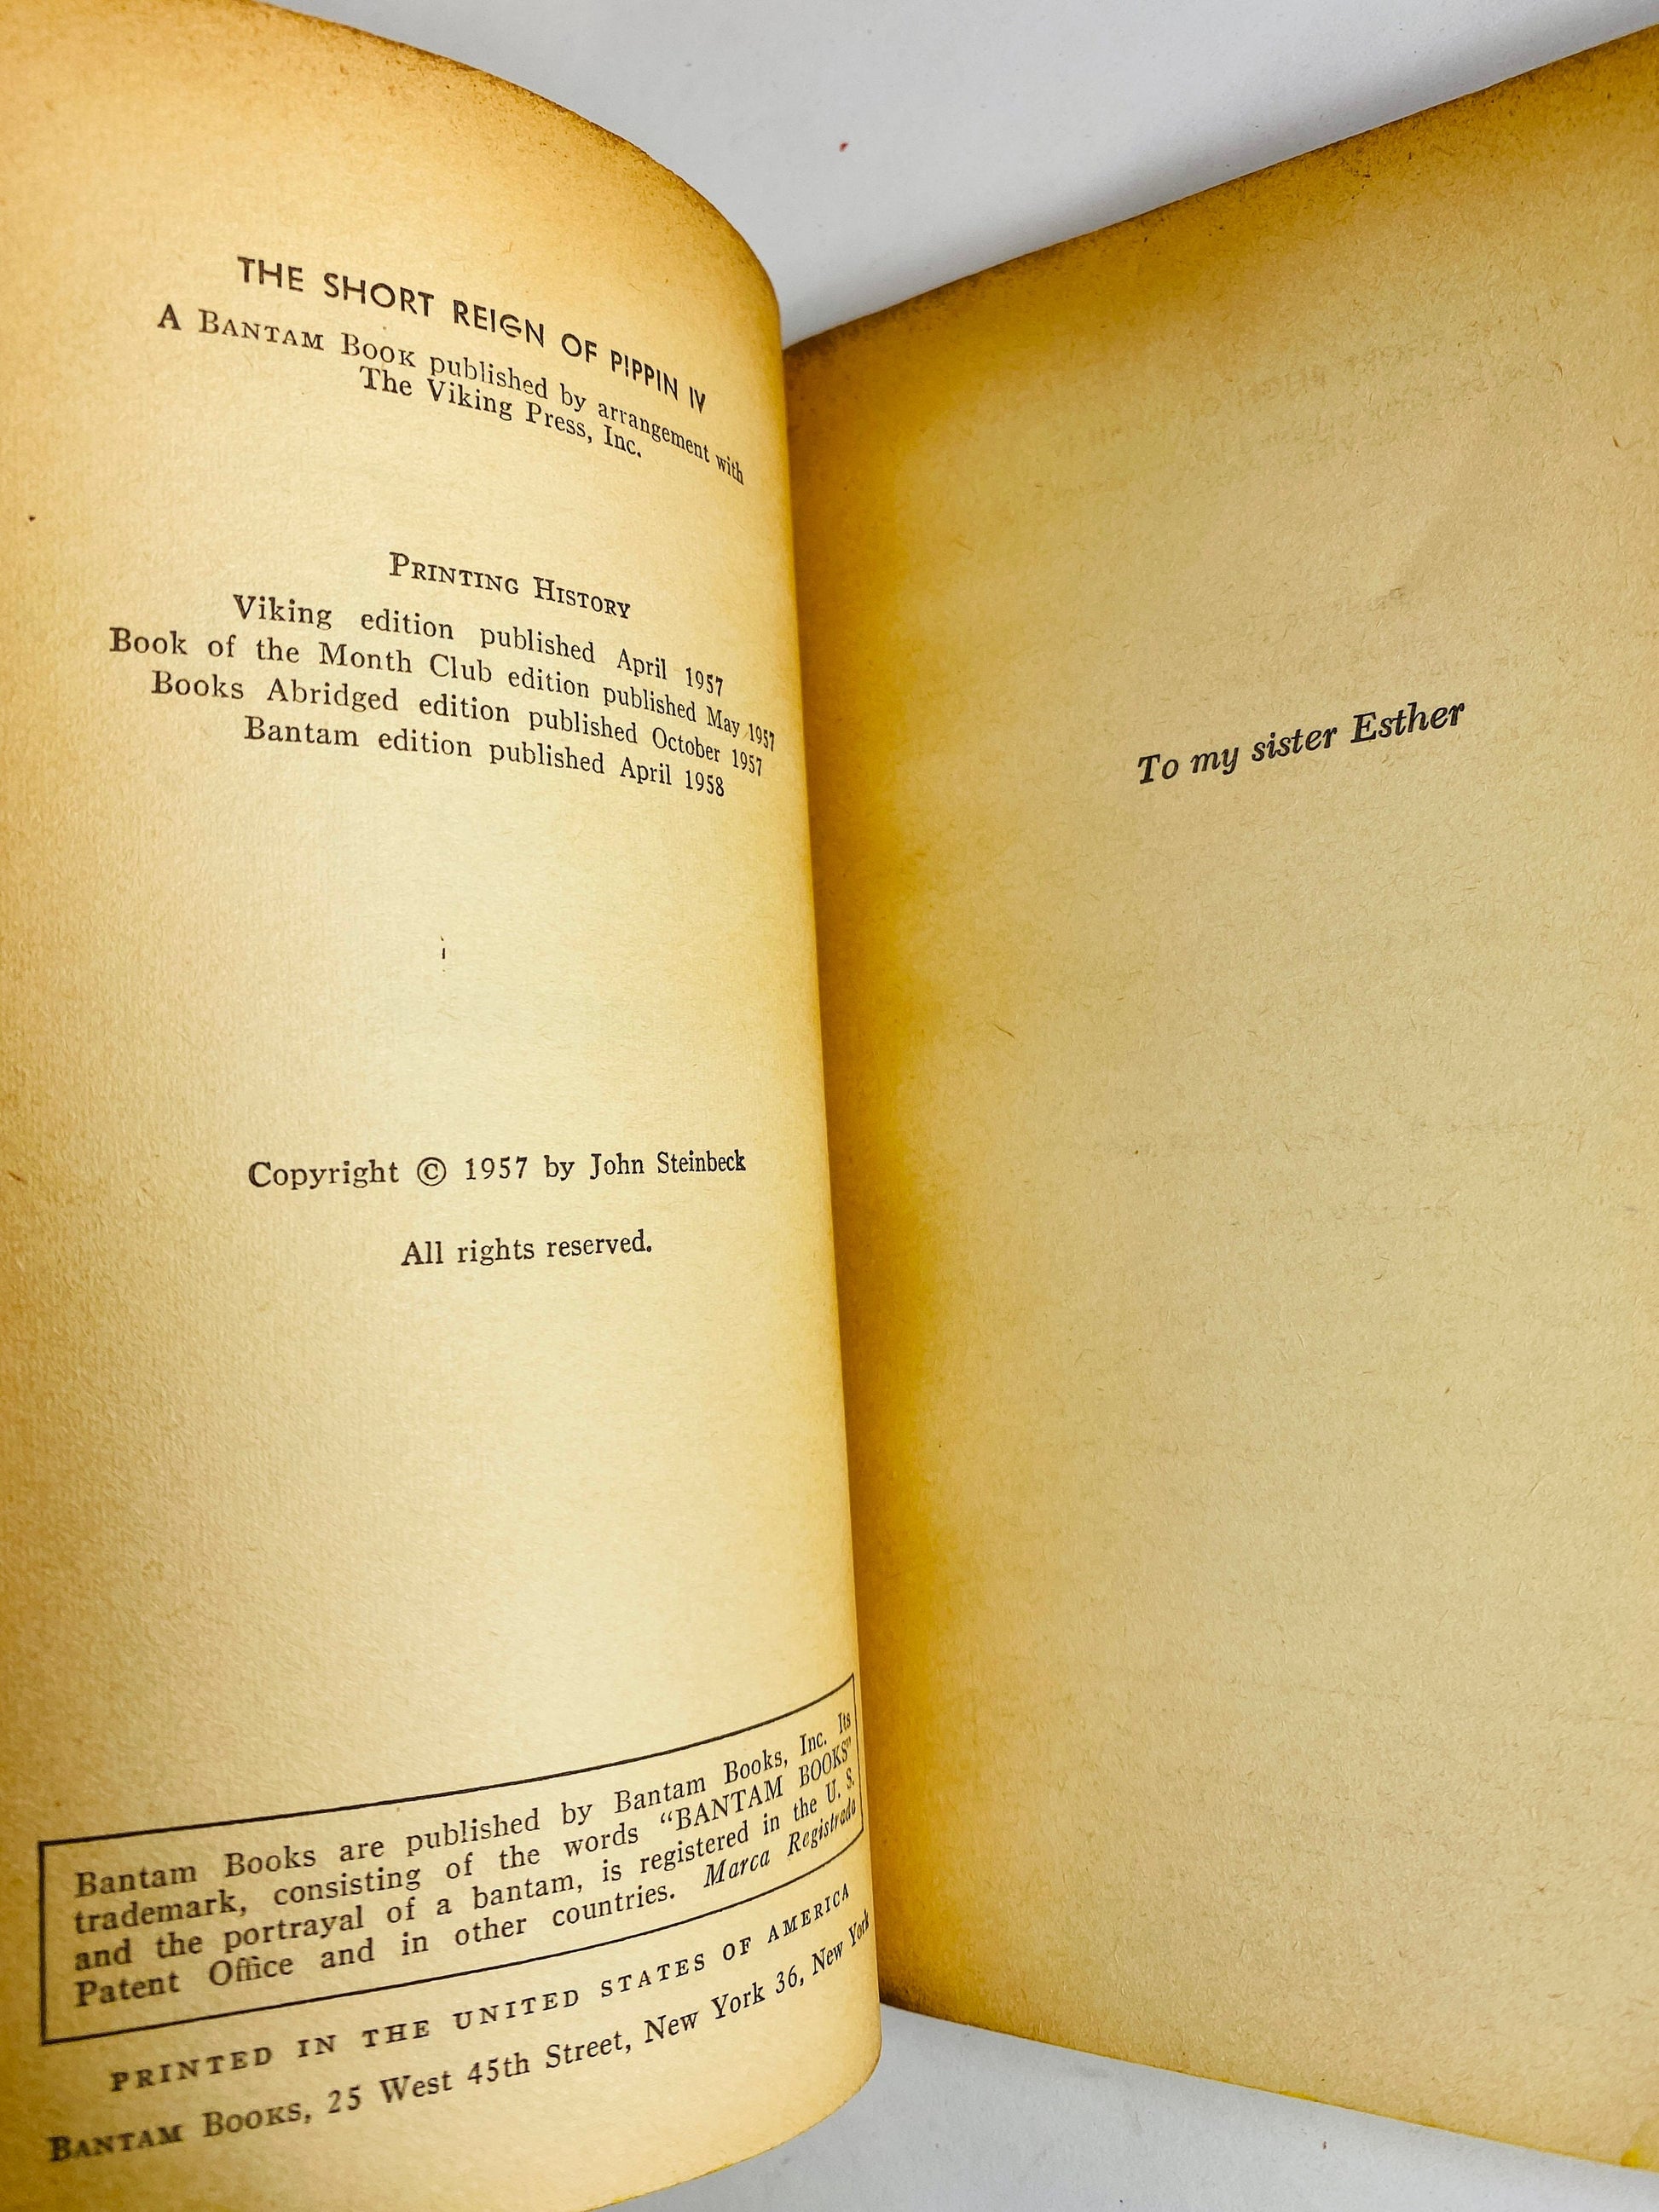 THE SHORT REIGN OF PIPPIN IV
A BANTAM BOOK published by arrangement with
The Viking Press, Inc.
PRINTING HISTORY
Viking edition published April 1957
Book of the Month Club edition published May 1957
Books Abridged edition published October 1957
Bantam edition published April 1958
Copyright © 1957 by John Steinbeck
All rights reserved.
Bantam Books are published by Bantam Books, Inc. Its
trademark, consisting of the words “BANTAM BOOKS”
and the portrayal of a bantam, is registered in the U. S.
Patent Office and in other countries. Marca Registrada
PRINTED IN THE UNITED STATES OF AMERICA
BANTAM BOOKS, 25 West 45th Street, New York 36, New York
To my sister Esther